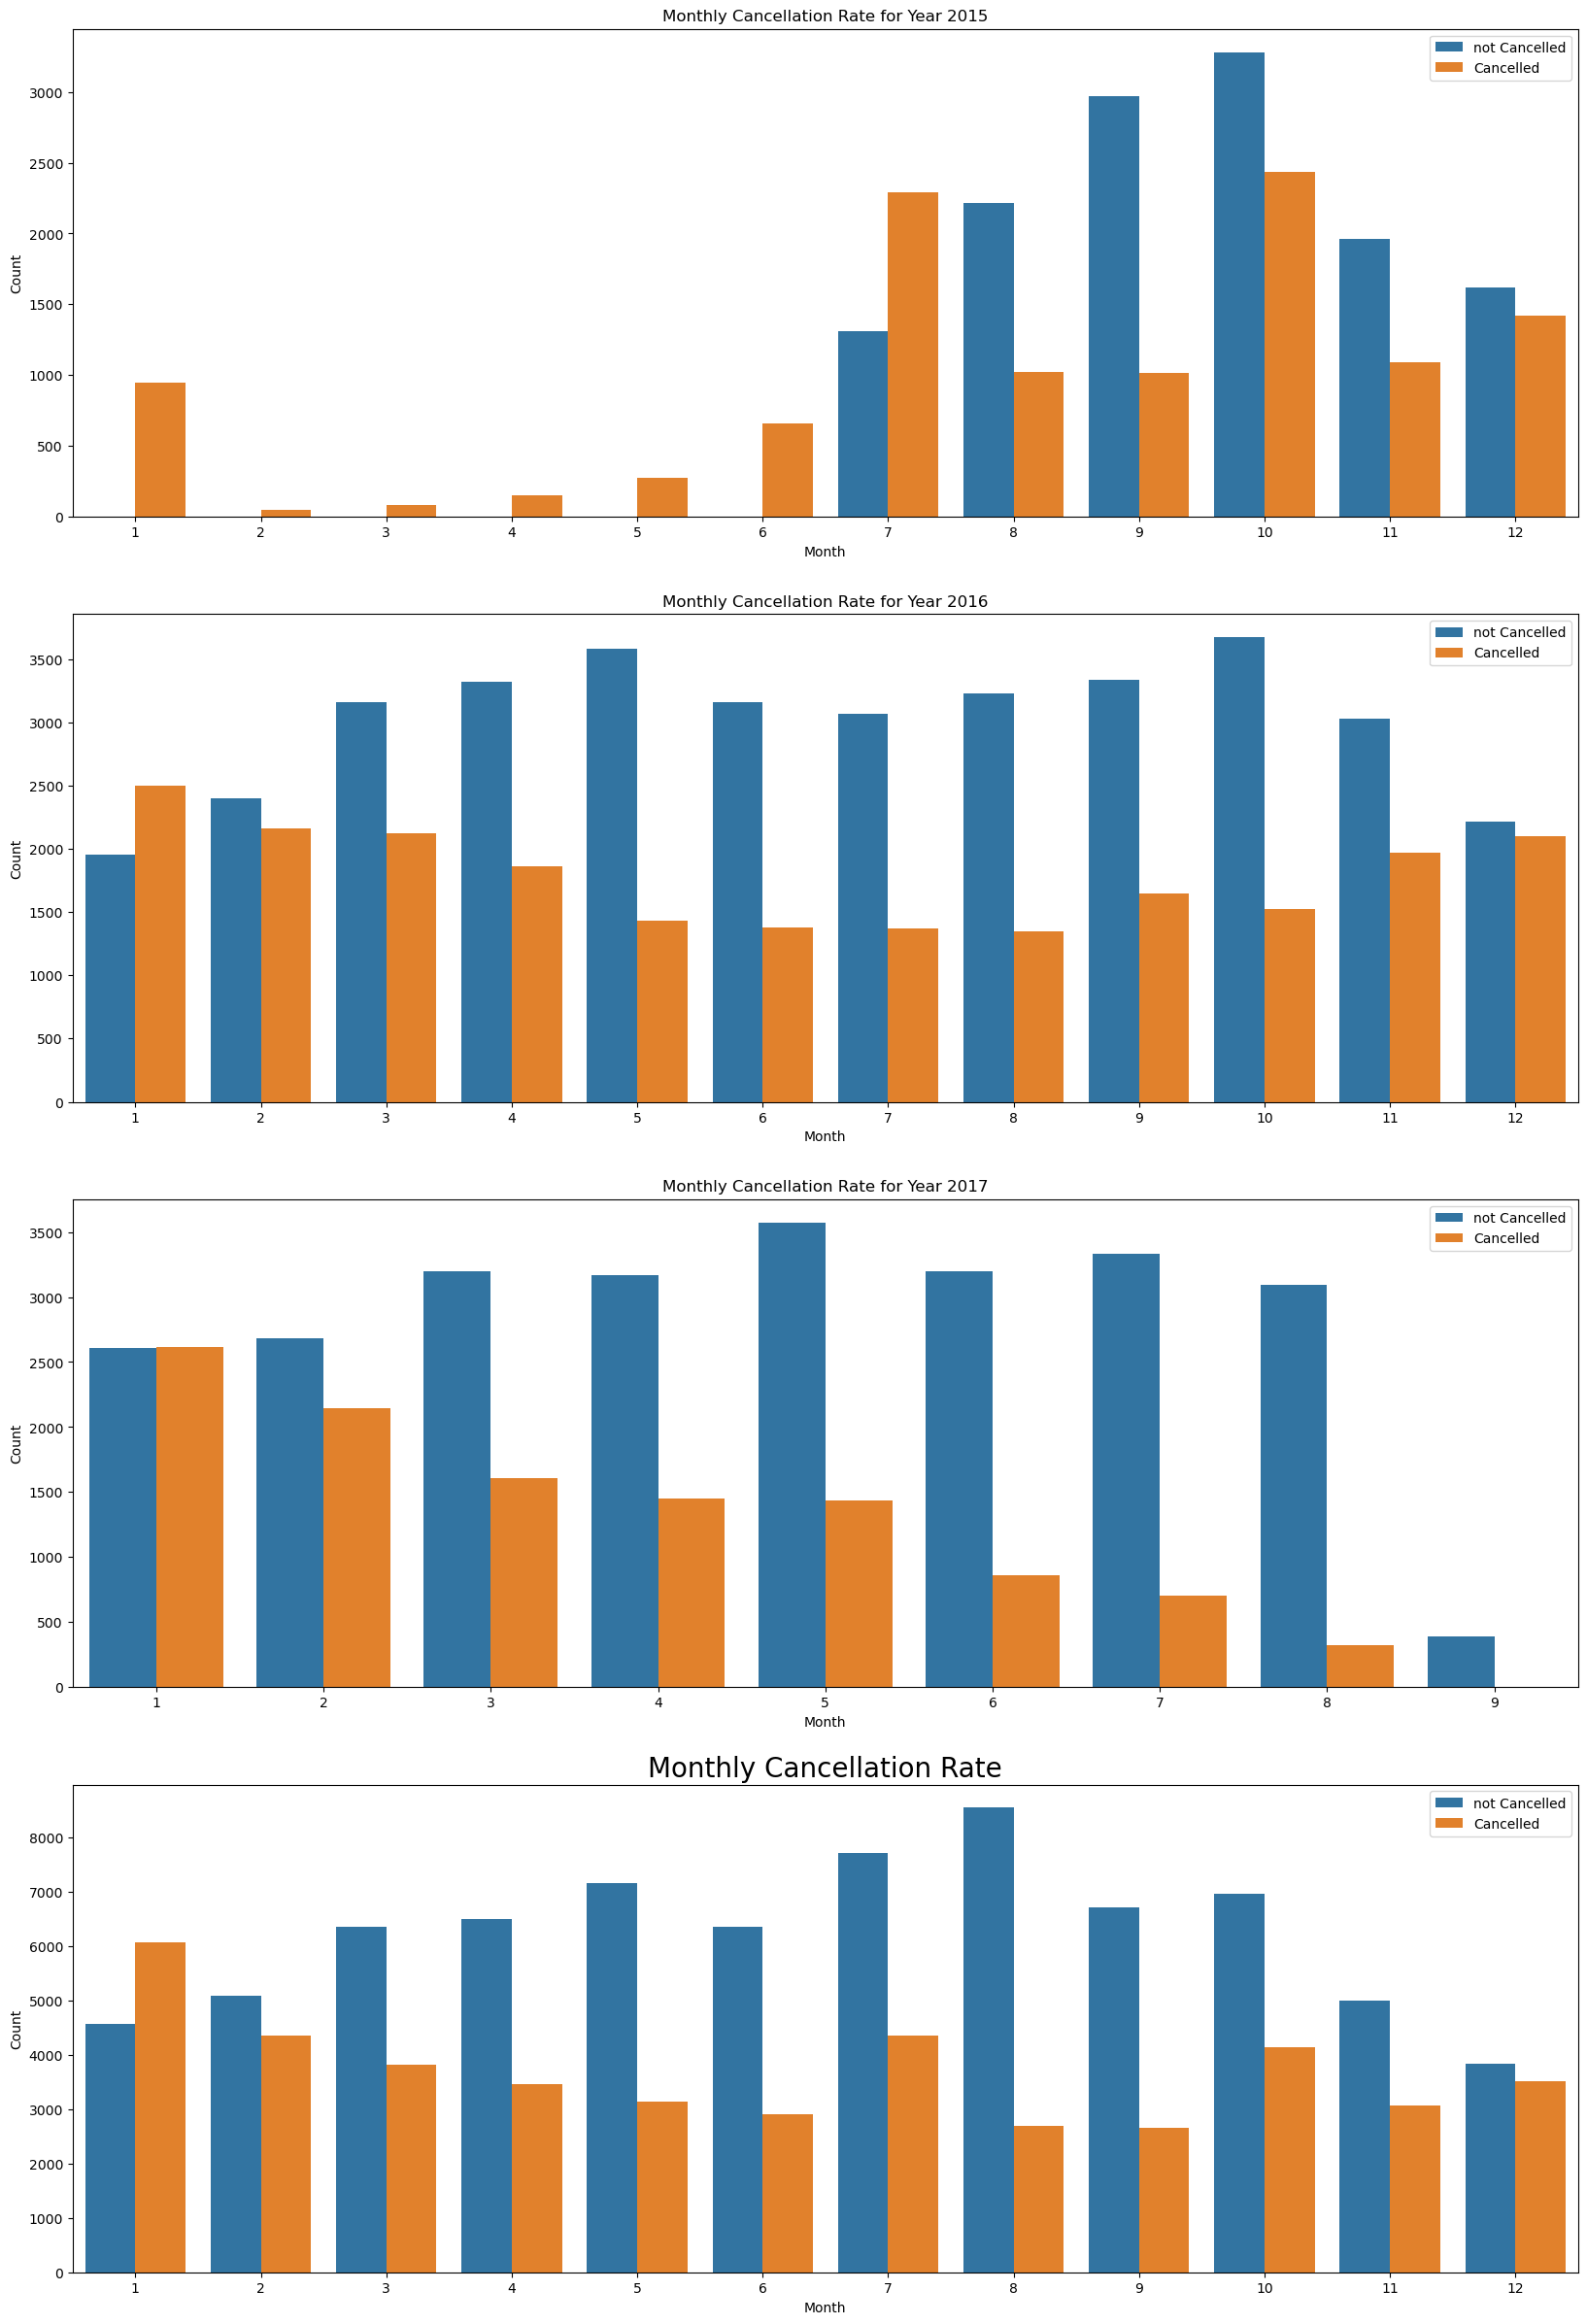 Monthly Cancellation Rate for Year 2015
not Cancelled
Cancelled
3000
2500
2000
1500
1000
500
0
Count
1 2 3 4 5 6 7 8 9 10 11 12
Month
Monthly Cancellation Rate for Year 2016
not Cancelled
Cancelled
3500
3000
2500
2000
1500
1000
500
0
Count
1 2 3 4 5 6 7 8 9 10 11 12
Month
Monthly Cancellation Rate for Year 2017
not Cancelled
Cancelled
3500
3000
2500
2000
1500
1000
500
0
Count
1 2 3 4 5 6 7 8 9
Month
Monthly Cancellation Rate
not Cancelled
Cancelled
8000
7000
6000
5000
4000
3000
2000
1000
0
Count
1 2 3 4 5 6 7 8 9 10 11 12
Month